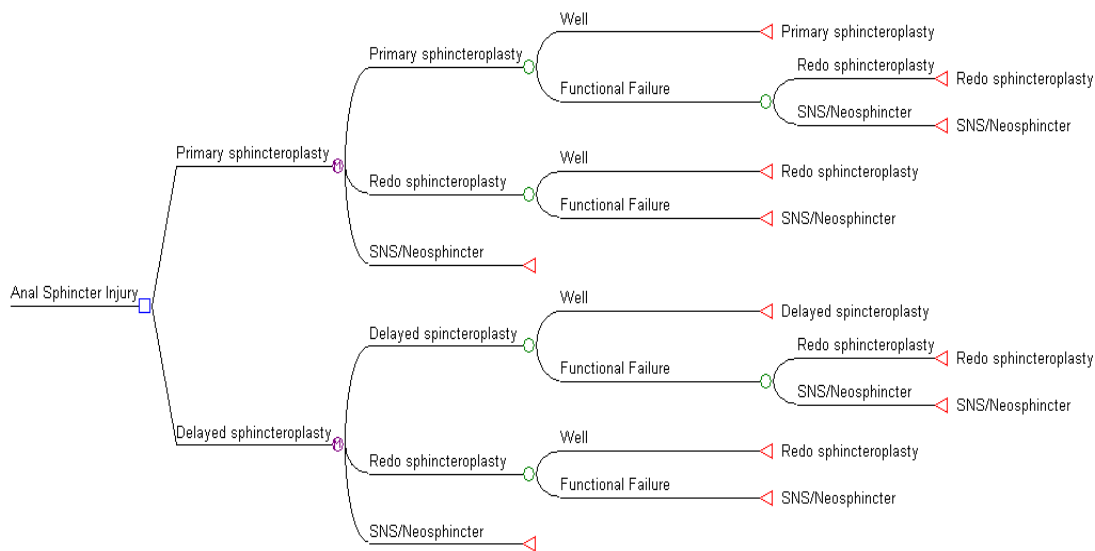 Well
Primary sphincteroplasty
Primary sphincteroplasty
Redo sphincteroplasty
Redo sphincteroplasty
Functional Failure
SNS/Neosphincter
SNS/Neosphincter
Primary sphincteroplasty
M
Well
Redo sphincteroplasty
Redo sphincteroplasty
Functional Failure
SNS/Neosphincter
SNS/Neosphincter
Anal Sphincter Injury
Well
Delayed spincteroplasty
Delayed spincteroplasty
Redo sphincteroplasty
Redo sphincteroplasty
Functional Failure
SNS/Neosphincter
SNS/Neosphincter
Delayed sphincteroplasty
M
Well
Redo sphincteroplasty
Redo sphincteroplasty
Functional Failure
SNS/Neosphincter
SNS/Neosphincter